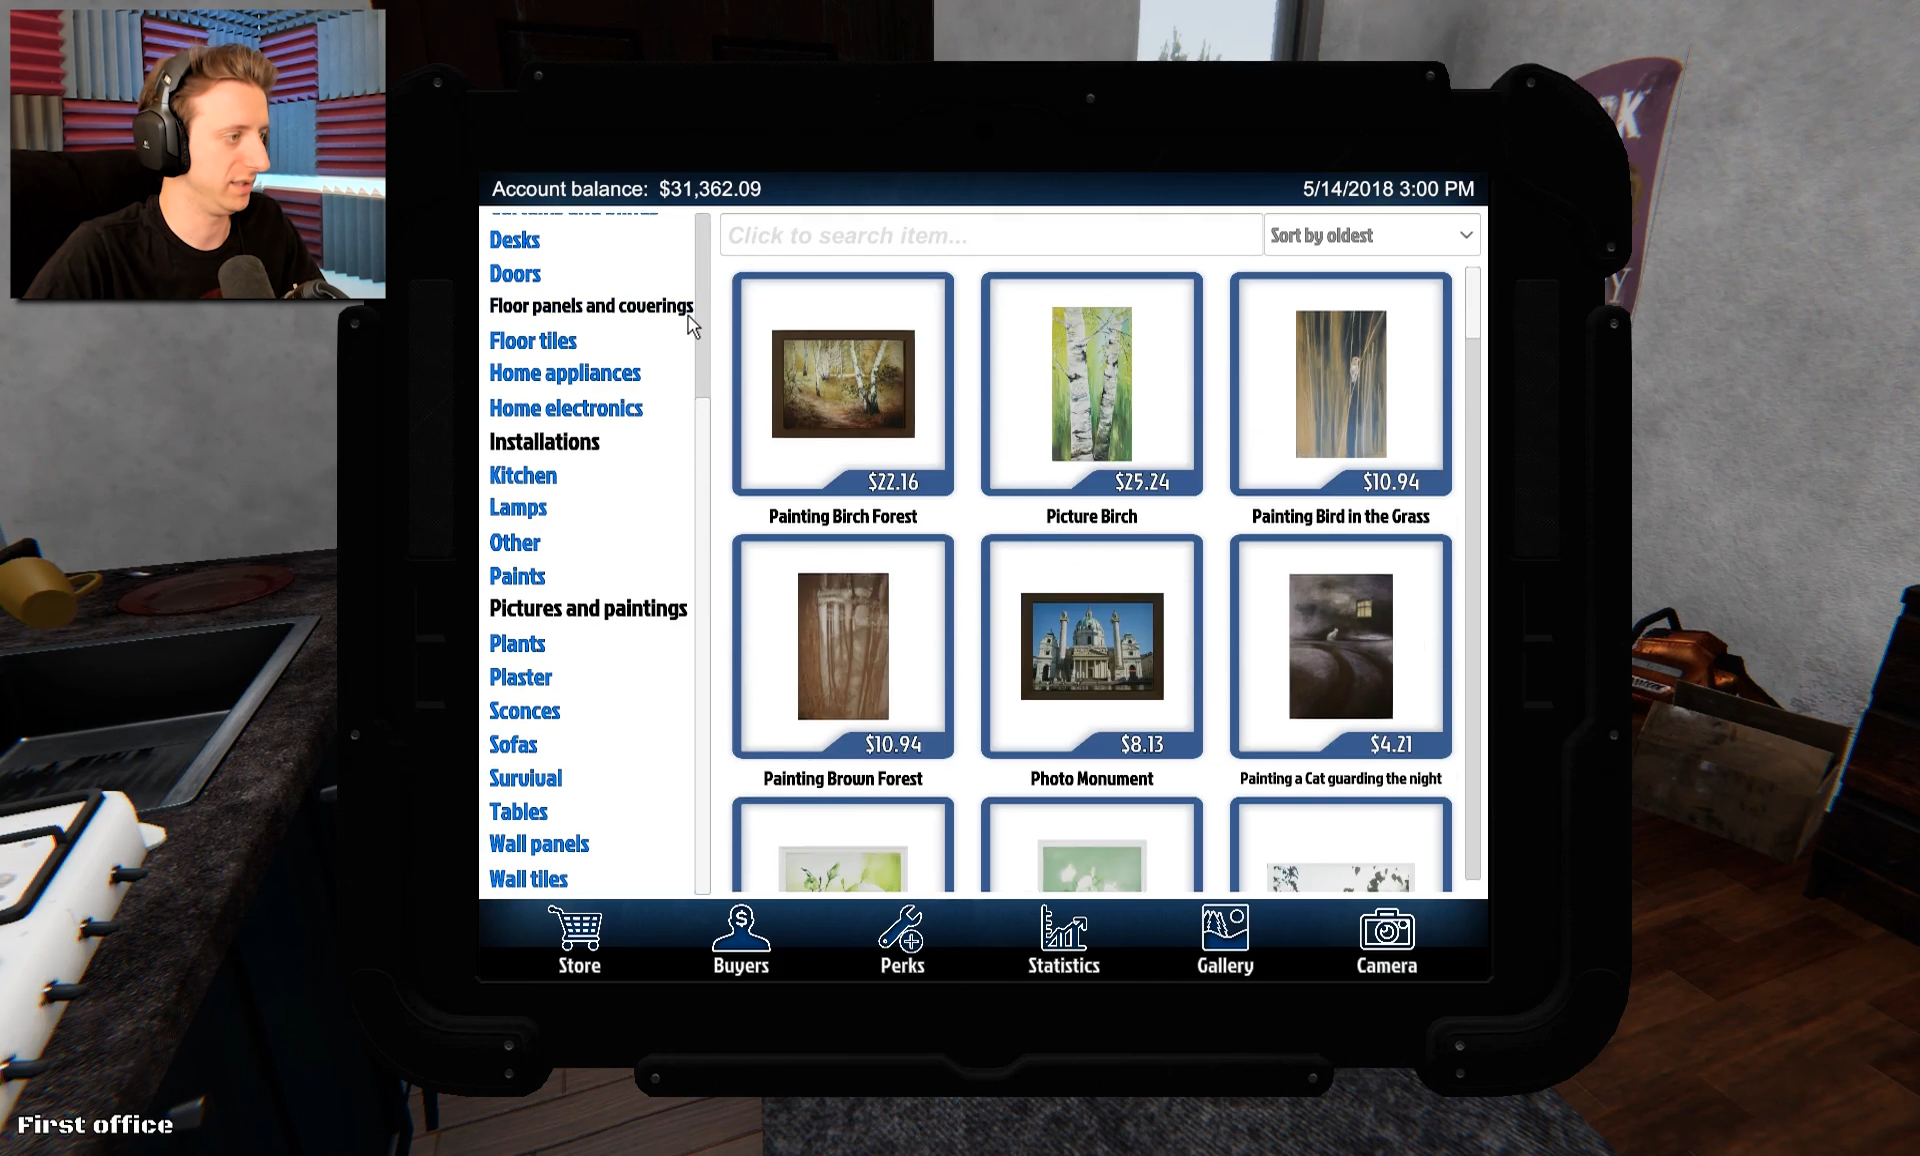 Account balance: $31,362.09
5/14/2018 3:00 PM
Desks
Doors
Floor panels and coverings
Floor tiles
Home appliances
Home electronics
Installations
Kitchen
Lamps
Other
Paints
Pictures and paintings
Plants
Plaster
Sconces
Sofas
Survival
Tables
Wall panels
Wall tiles
Click to search item...
Sort by oldest
$22.16
$25.24
$10.94
Painting Birch Forest
Picture Birch
Painting Bird in the Grass
$10.94
$8.13
$4.21
Painting Brown Forest
Photo Monument
Painting a Cat guarding the night
Store
Buyers
Perks
Statistics
Gallery
Camera
First office